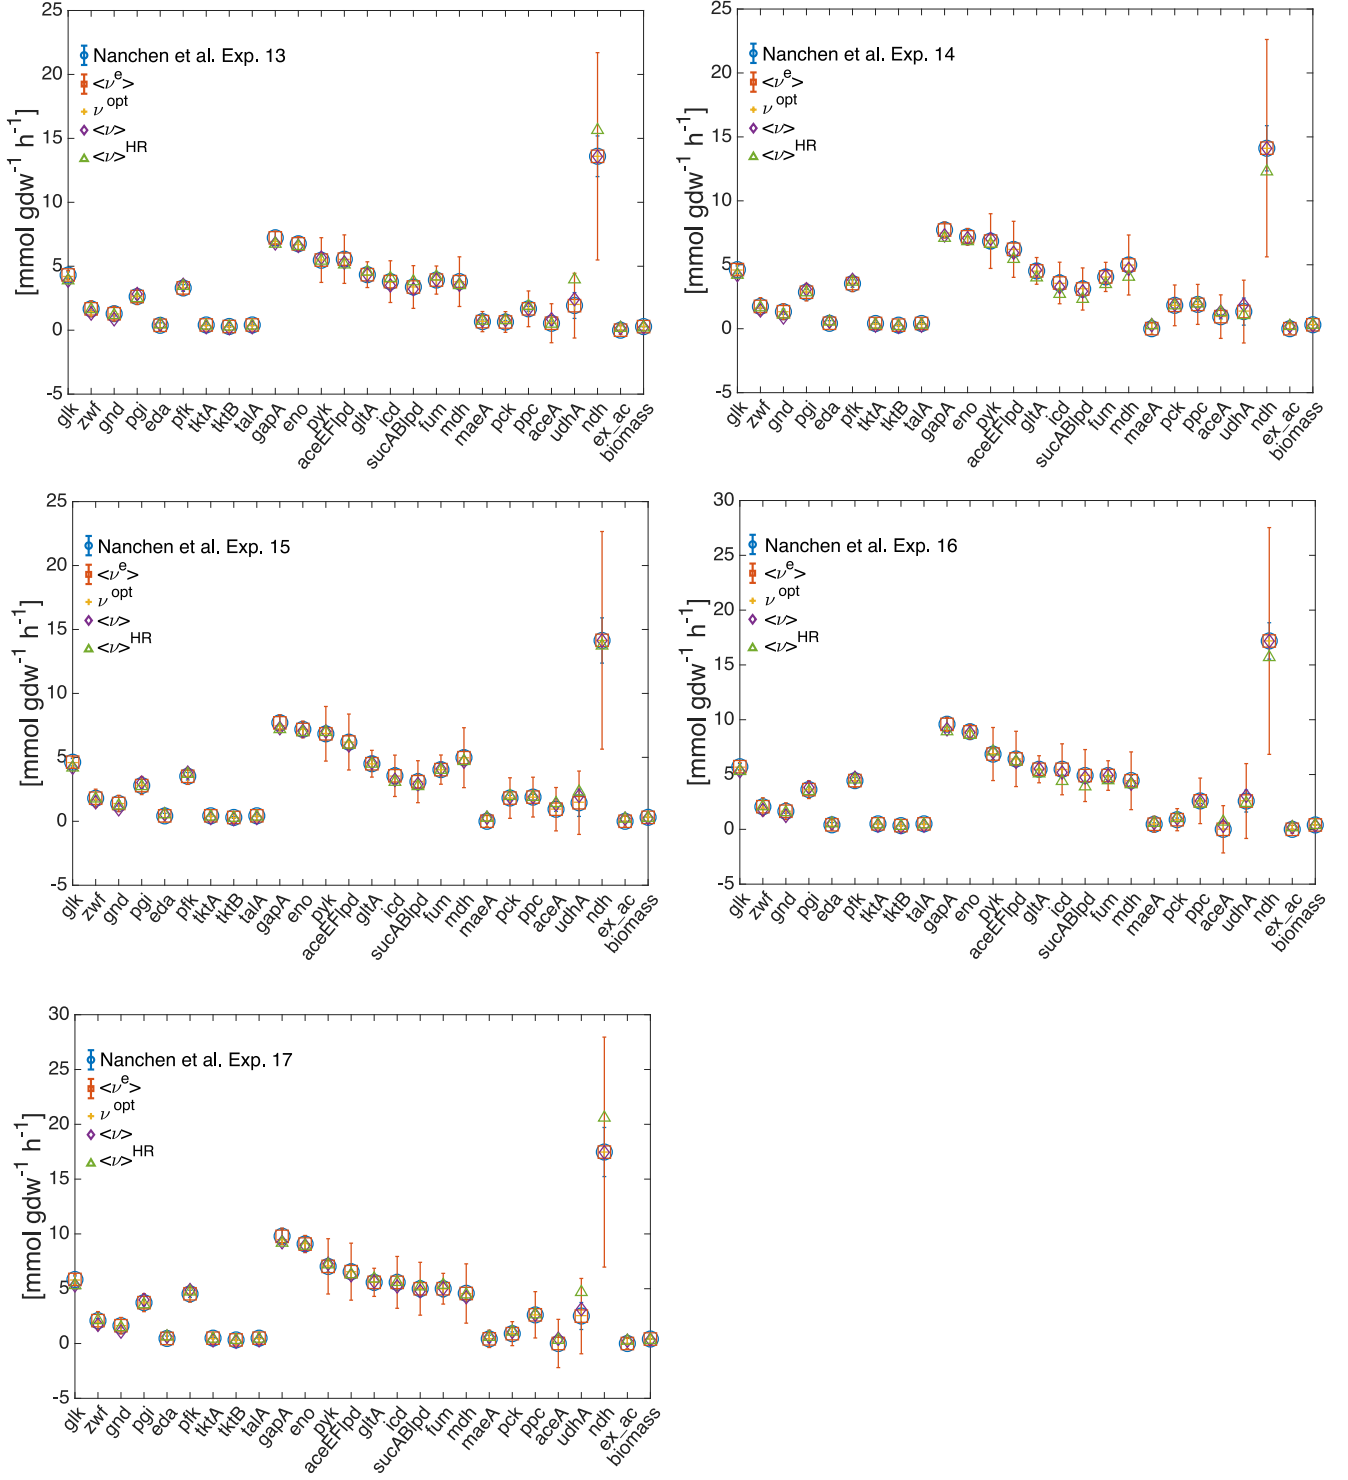 25
20
15
10
5
0
-5
[mmol gdw⁻¹ h⁻¹]
Nanchen et al. Exp. 13
<νᵉ>
ν opt
<ν>
<ν>HR
glk zwf gnd pgi eda pfk tktA tktB talA gapA eno pyk aceEFlpd gltA icd sucABlpd fum mdh maeA pck ppc aceA udhA ndh ex_ac biomass
25
20
15
10
5
0
-5
[mmol gdw⁻¹ h⁻¹]
Nanchen et al. Exp. 14
<νᵉ>
ν opt
<ν>
<ν>HR
glk zwf gnd pgi eda pfk tktA tktB talA gapA eno pyk aceEFlpd gltA icd sucABlpd fum mdh maeA pck ppc aceA udhA ndh ex_ac biomass
25
20
15
10
5
0
-5
[mmol gdw⁻¹ h⁻¹]
Nanchen et al. Exp. 15
<νᵉ>
ν opt
<ν>
<ν>HR
glk zwf gnd pgi eda pfk tktA tktB talA gapA eno pyk aceEFlpd gltA icd sucABlpd fum mdh maeA pck ppc aceA udhA ndh ex_ac biomass
30
25
20
15
10
5
0
-5
[mmol gdw⁻¹ h⁻¹]
Nanchen et al. Exp. 16
<νᵉ>
ν opt
<ν>
<ν>HR
glk zwf gnd pgi eda pfk tktA tktB talA gapA eno pyk aceEFlpd gltA icd sucABlpd fum mdh maeA pck ppc aceA udhA ndh ex_ac biomass
30
25
20
15
10
5
0
-5
[mmol gdw⁻¹ h⁻¹]
Nanchen et al. Exp. 17
<νᵉ>
ν opt
<ν>
<ν>HR
glk zwf gnd pgi eda pfk tktA tktB talA gapA eno pyk aceEFlpd gltA icd sucABlpd fum mdh maeA pck ppc aceA udhA ndh ex_ac biomass